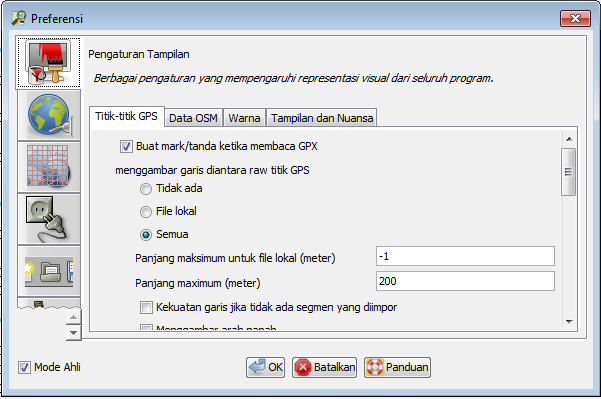 Preferensi
Pengaturan Tampilan
Berbagai pengaturan yang mempengaruhi representasi visual dari seluruh program.
Titik-titik GPS Data OSM Warna Tampilan dan Nuansa
Buat mark/tanda ketika membaca GPX
menggambar garis diantara raw titik GPS
Tidak ada
File lokal
Semua
Panjang maksimum untuk file lokal (meter) -1
Panjang maximum (meter) 200
Kekuatan garis jika tidak ada segmen yang diimpor
Menggambar arah panah
Mode Ahli
OK Batalkan Panduan